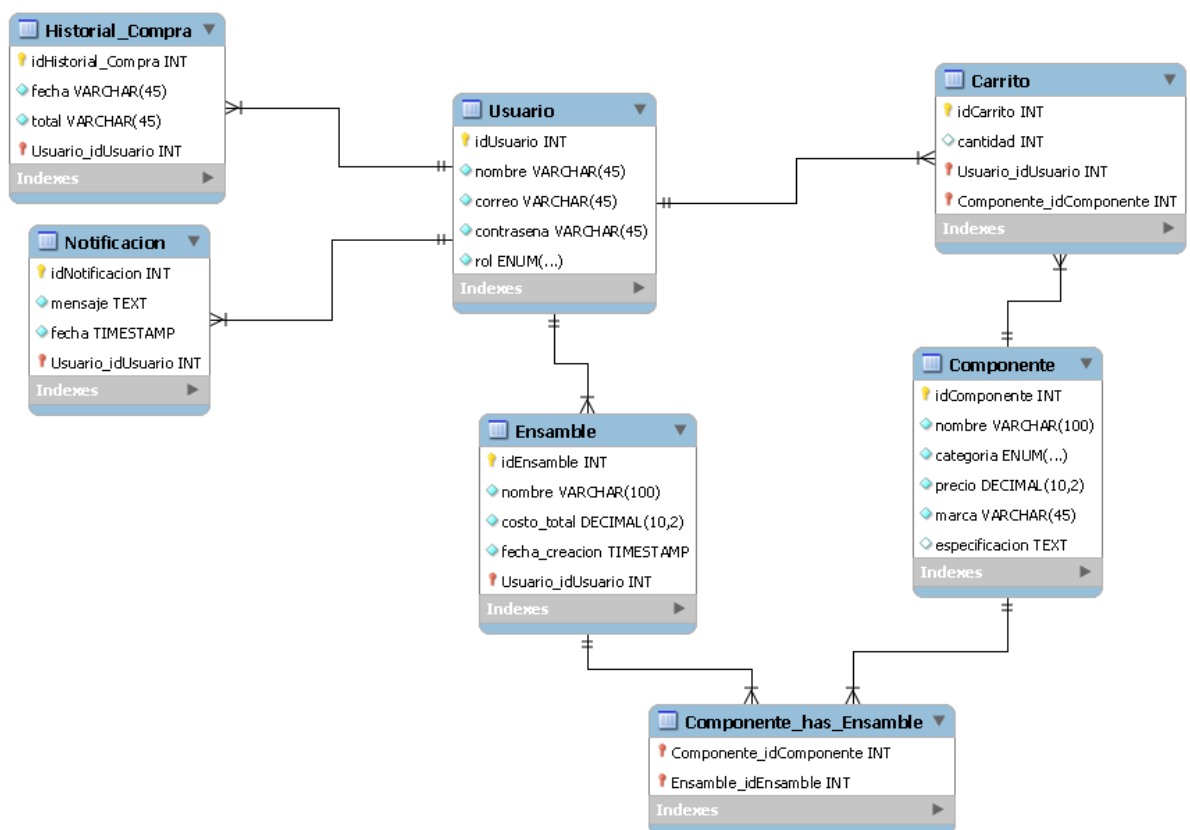 Historial_Compra
idHistorial_Compra INT
fecha VARCHAR(45)
total VARCHAR(45)
Usuario_idUsuario INT
Indexes
Notificacion
idNotificacion INT
mensaje TEXT
fecha TIMESTAMP
Usuario_idUsuario INT
Indexes
Usuario
idUsuario INT
nombre VARCHAR(45)
correo VARCHAR(45)
contrasena VARCHAR(45)
rol ENUM(...)
Indexes
Carrito
idCarrito INT
cantidad INT
Usuario_idUsuario INT
Componente_idComponente INT
Indexes
Ensamble
idEnsamble INT
nombre VARCHAR(100)
costo_total DECIMAL(10,2)
fecha_creacion TIMESTAMP
Usuario_idUsuario INT
Indexes
Componente
idComponente INT
nombre VARCHAR(100)
categoria ENUM(...)
precio DECIMAL(10,2)
marca VARCHAR(45)
especificacion TEXT
Indexes
Componente_has_Ensamble
Componente_idComponente INT
Ensamble_idEnsamble INT
Indexes